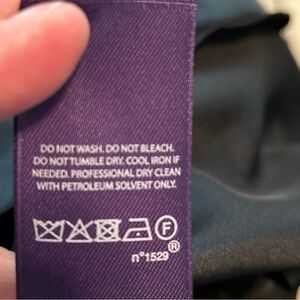 DO NOT WASH. DO NOT BLEACH.
DO NOT TUMBLE DRY. COOL IRON IF
NEEDED. PROFESSIONAL DRY CLEAN
WITH PETROLEUM SOLVENT ONLY.
F
®
n°1529